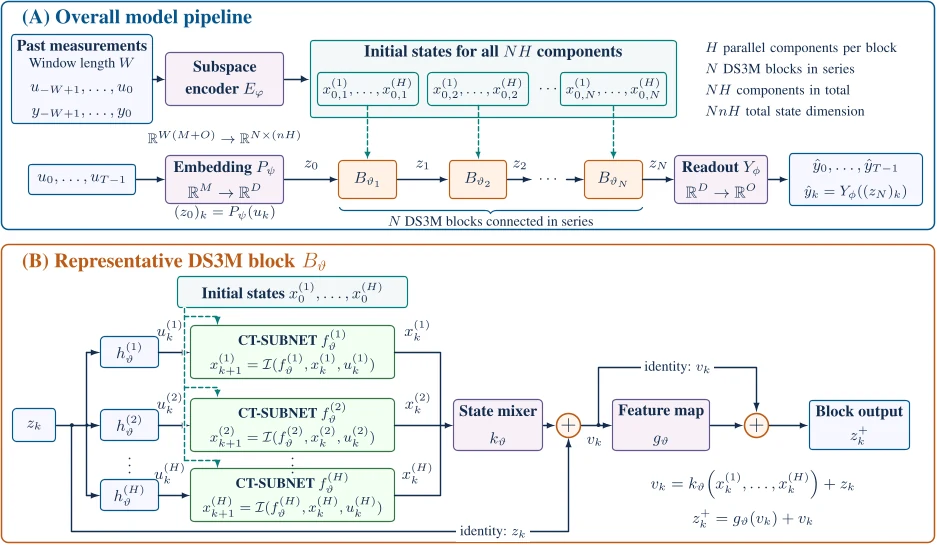 (A) Overall model pipeline
Past measurements
Window length W
u_{−W+1}, . . . , u_0
y_{−W+1}, . . . , y_0
Subspace
encoder E_φ
ℝ^{W(M+O)} → ℝ^{N×(nH)}
Initial states for all NH components
x_{0,1}^{(1)}, . . . , x_{0,1}^{(H)}
x_{0,2}^{(1)}, . . . , x_{0,2}^{(H)}
· · ·
x_{0,N}^{(1)}, . . . , x_{0,N}^{(H)}
H parallel components per block
N DS3M blocks in series
NH components in total
NnH total state dimension
u_0, . . . , u_{T−1}
Embedding P_ψ
ℝ^M → ℝ^D
(z_0)_k = P_ψ(u_k)
z_0
B_{ϑ_1}
z_1
B_{ϑ_2}
z_2
· · ·
B_{ϑ_N}
z_N
N DS3M blocks connected in series
Readout Y_ϕ
ℝ^D → ℝ^O
ŷ_0, . . . , ŷ_{T−1}
ŷ_k = Y_ϕ((z_N)_k)
(B) Representative DS3M block B_ϑ
Initial states x_0^{(1)}, . . . , x_0^{(H)}
z_k
h_ϑ^{(1)}
u_k^{(1)}
CT-SUBNET f_ϑ^{(1)}
x_{k+1}^{(1)} = ℐ(f_ϑ^{(1)}, x_k^{(1)}, u_k^{(1)})
x_k^{(1)}
h_ϑ^{(2)}
u_k^{(2)}
CT-SUBNET f_ϑ^{(2)}
x_{k+1}^{(2)} = ℐ(f_ϑ^{(2)}, x_k^{(2)}, u_k^{(2)})
x_k^{(2)}
⋮
⋮
h_ϑ^{(H)}
u_k^{(H)}
CT-SUBNET f_ϑ^{(H)}
x_{k+1}^{(H)} = ℐ(f_ϑ^{(H)}, x_k^{(H)}, u_k^{(H)})
x_k^{(H)}
State mixer
k_ϑ
+
v_k
identity: v_k
Feature map
g_ϑ
+
Block output
z_k^+
identity: z_k
v_k = k_ϑ(x_k^{(1)}, . . . , x_k^{(H)}) + z_k
z_k^+ = g_ϑ(v_k) + v_k